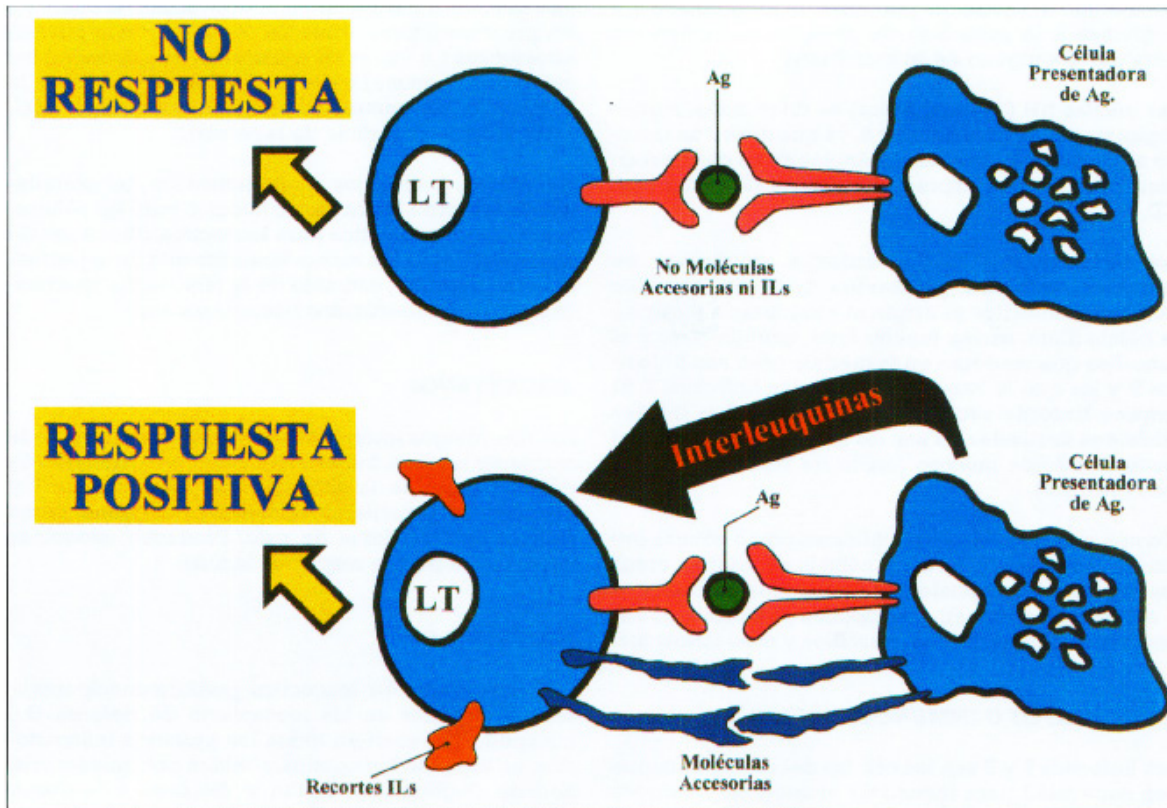 NO
RESPUESTA
LT
Ag
Célula
Presentadora
de Ag.
No Moléculas
Accesorias ni ILs
RESPUESTA
POSITIVA
Interleuquinas
LT
Ag
Célula
Presentadora
de Ag.
Recortes ILs
Moléculas
Accesorias